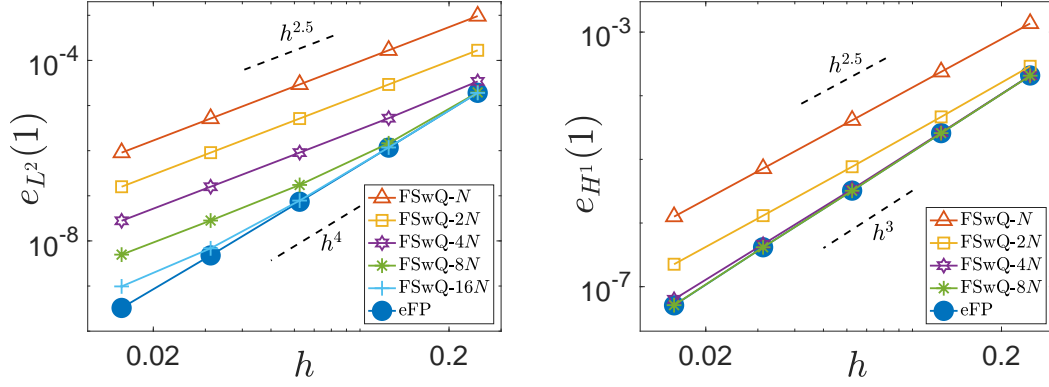 e_{L^2}(1)
10^{-4}
10^{-8}
h^{2.5}
h^4
FSwQ-N
FSwQ-2N
FSwQ-4N
FSwQ-8N
FSwQ-16N
eFP
0.02
0.2
h
e_{H^1}(1)
10^{-3}
10^{-7}
h^{2.5}
h^3
FSwQ-N
FSwQ-2N
FSwQ-4N
FSwQ-8N
eFP
0.02
0.2
h